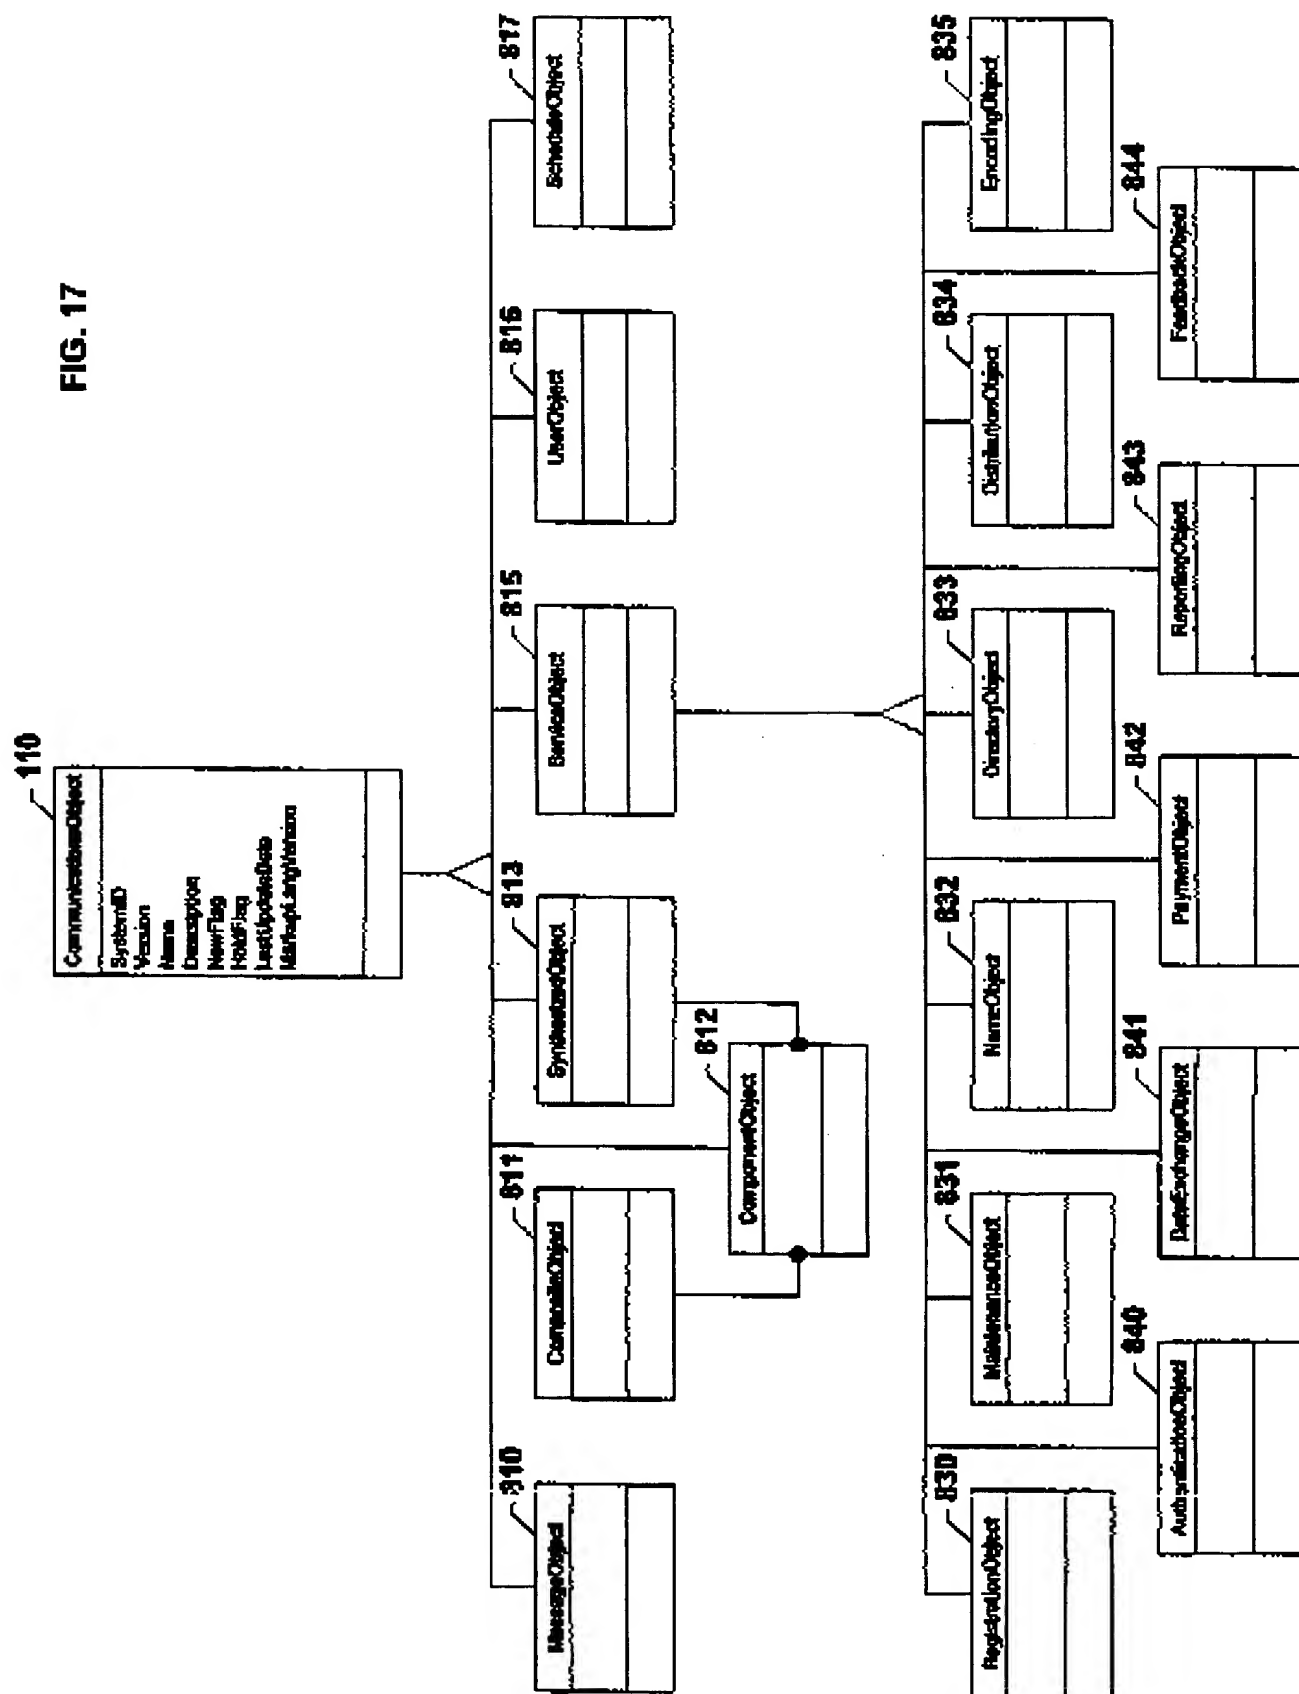 FIG. 17
110
CommunicationsObject
SystemID
Version
Name
Description
NewFlag
HoldFlag
LastUpdateDate
MarkupLangVersion
810
MessageObject
811
CompositeObject
813
SynthesizedObject
815
ServiceObject
816
UserObject
817
ScheduleObject
812
ComponentObject
830
RegistrationObject
831
MaintenanceObject
832
NameObject
833
DirectoryObject
834
DistributionObject
835
EncodingObject
840
AuthenticationObject
841
DataExchangeObject
842
PaymentObject
843
ReportingObject
844
FeedbackObject